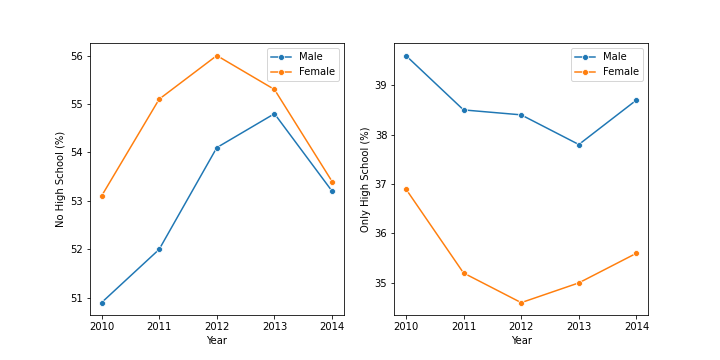 Male
Female
No High School (%)
56
55
54
53
52
51
2010 2011 2012 2013 2014
Year
Male
Female
Only High School (%)
39
38
37
36
35
2010 2011 2012 2013 2014
Year